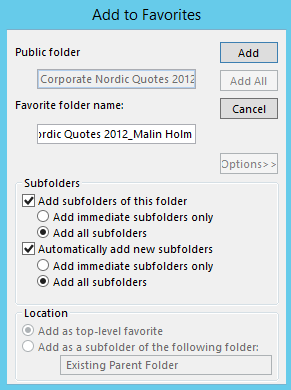 Add to Favorites
Public folder
Add
Corporate Nordic Quotes 2012
Add All
Favorite folder name:
Cancel
rdic Quotes 2012_Malin Holm
Options>>
Subfolders
Add subfolders of this folder
Add immediate subfolders only
Add all subfolders
Automatically add new subfolders
Add immediate subfolders only
Add all subfolders
Location
Add as top-level favorite
Add as a subfolder of the following folder:
Existing Parent Folder